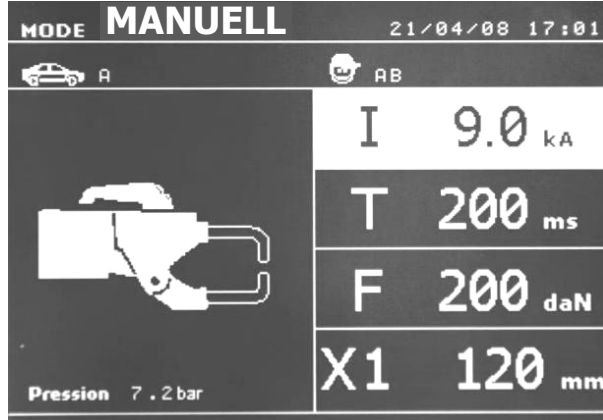 MODE MANUELL 21/04/08 17:01
A AB
I 9.0 kA
T 200 ms
F 200 daN
X1 120 mm
Pression 7.2 bar